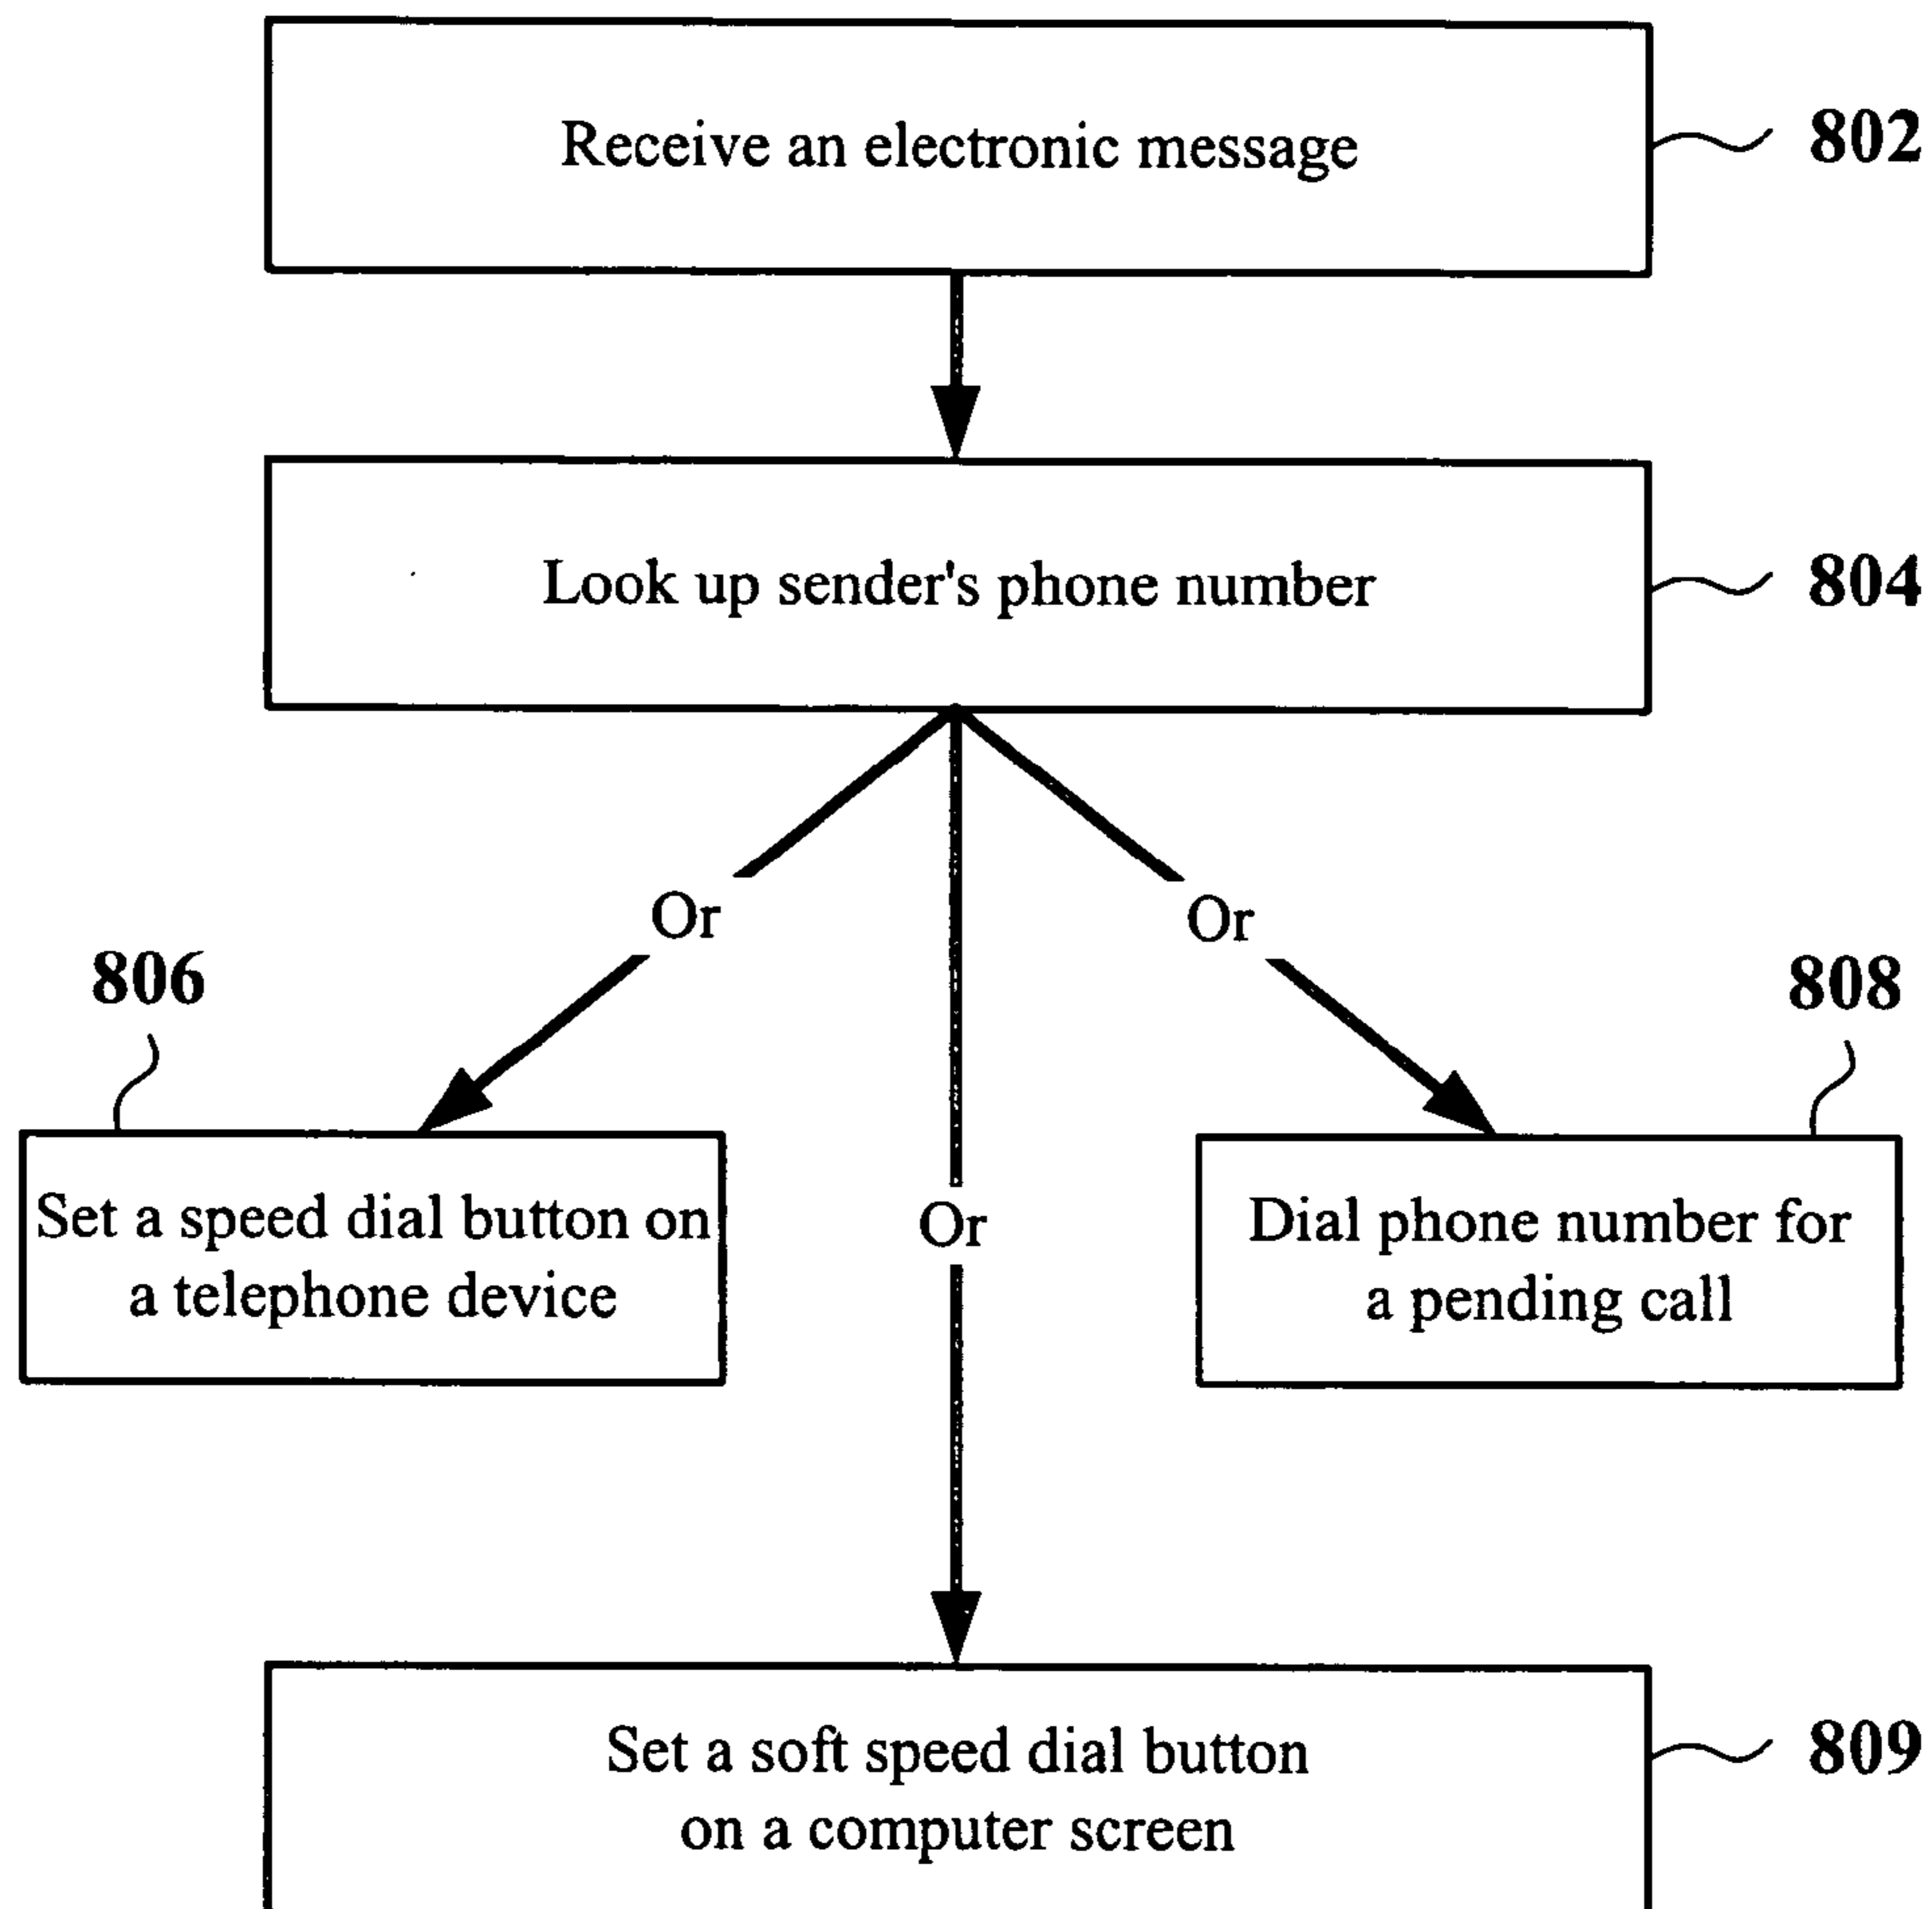 Receive an electronic message
802
Look up sender's phone number
804
Or
Or
806
808
Set a speed dial button on
a telephone device
Or
Dial phone number for
a pending call
Set a soft speed dial button
on a computer screen
809